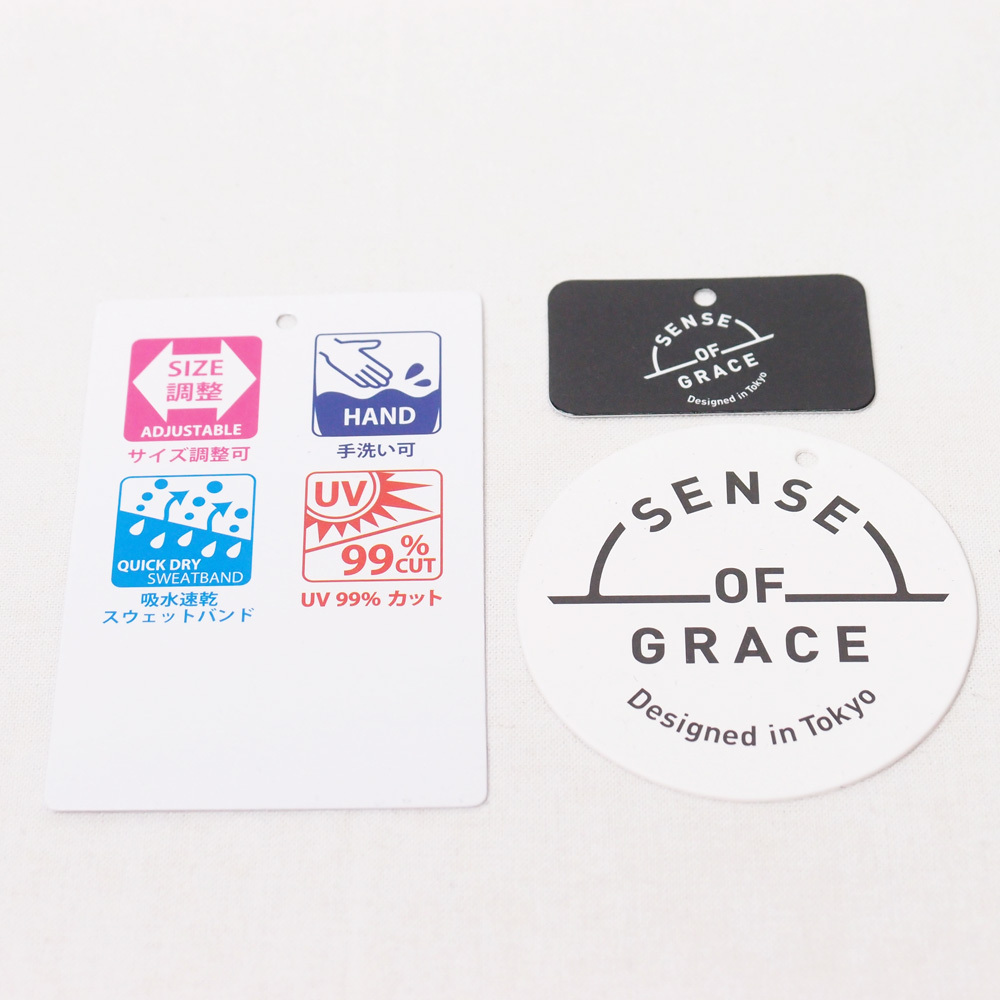 SIZE
調整
ADJUSTABLE
サイズ調整可
HAND
手洗い可
QUICK DRY
SWEATBAND
吸水速乾
スウェットバンド
UV
99%
CUT
UV 99% カット
SENSE
OF
GRACE
Designed in Tokyo
SENSE
OF
GRACE
Designed in Tokyo